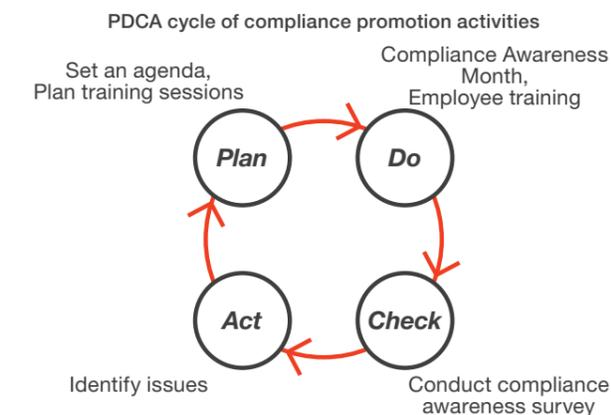 PDCA cycle of compliance promotion activities
Set an agenda,
Plan training sessions
Compliance Awareness
Month,
Employee training
Plan
Do
Act
Check
Identify issues
Conduct compliance
awareness survey